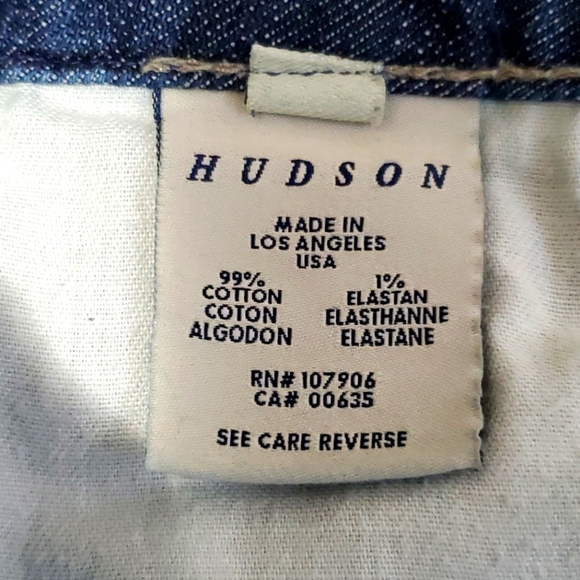 HUDSON
MADE IN
LOS ANGELES
USA
99%
COTTON
COTON
ALGODON
1%
ELASTAN
ELASTHANNE
ELASTANE
RN# 107906
CA# 00635
SEE CARE REVERSE